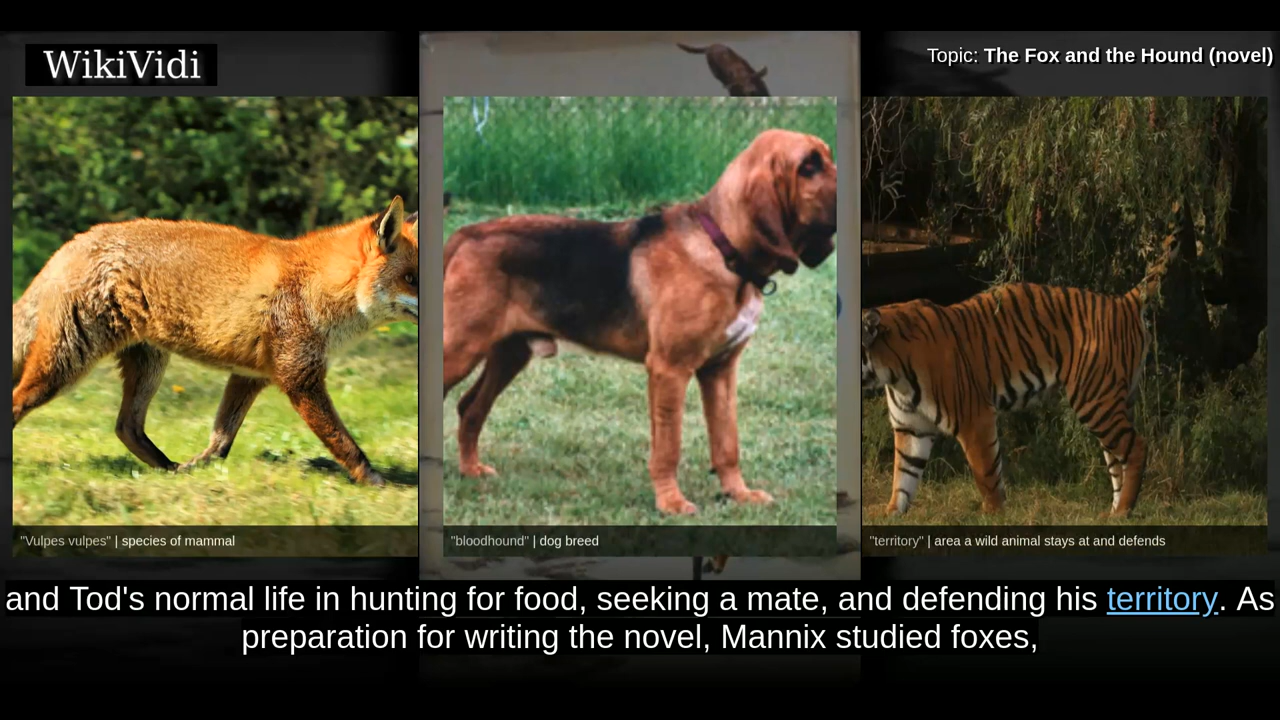 WikiVidi
Topic: The Fox and the Hound (novel)
"Vulpes vulpes" | species of mammal
"bloodhound" | dog breed
"territory" | area a wild animal stays at and defends
and Tod's normal life in hunting for food, seeking a mate, and defending his territory. As
preparation for writing the novel, Mannix studied foxes,